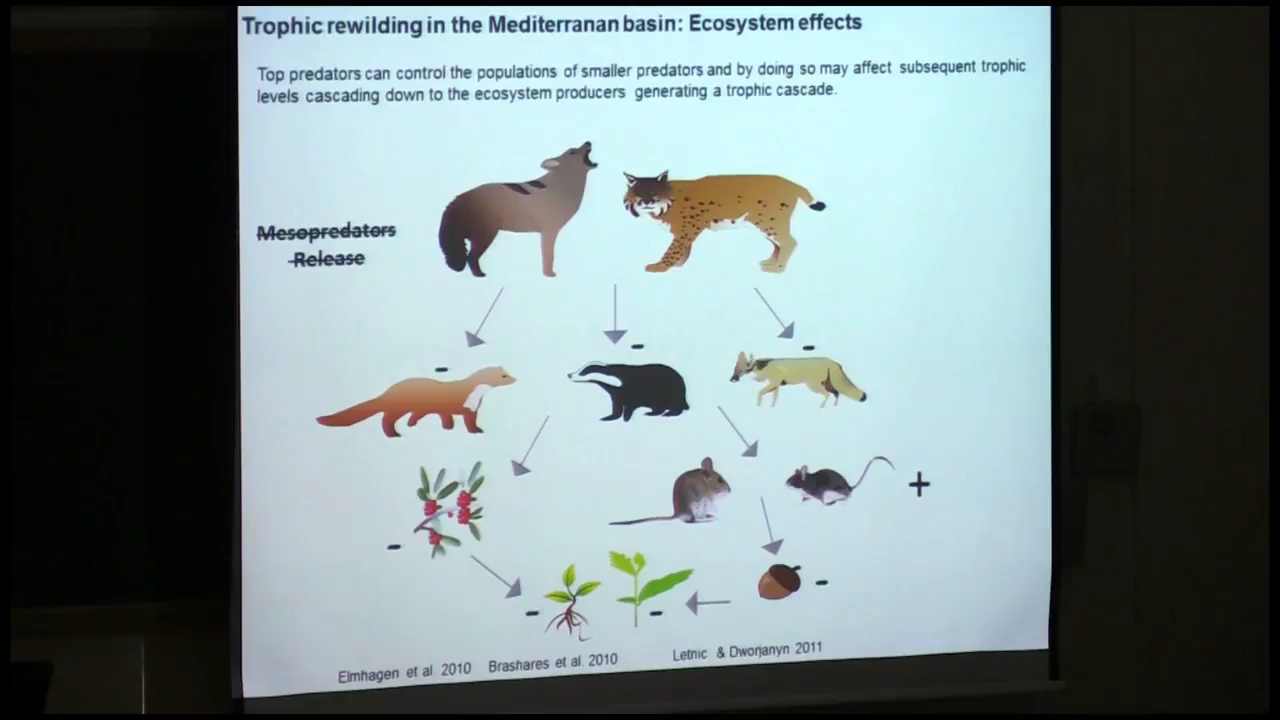 Trophic rewilding in the Mediterranan basin: Ecosystem effects
Top predators can control the populations of smaller predators and by doing so may affect subsequent trophic
levels cascading down to the ecosystem producers generating a trophic cascade.
Mesopredators
Release
-
-
-
+
-
-
-
-
Elmhagen et al. 2010 Brashares et al. 2010 Letnic & Dworjanyn 2011